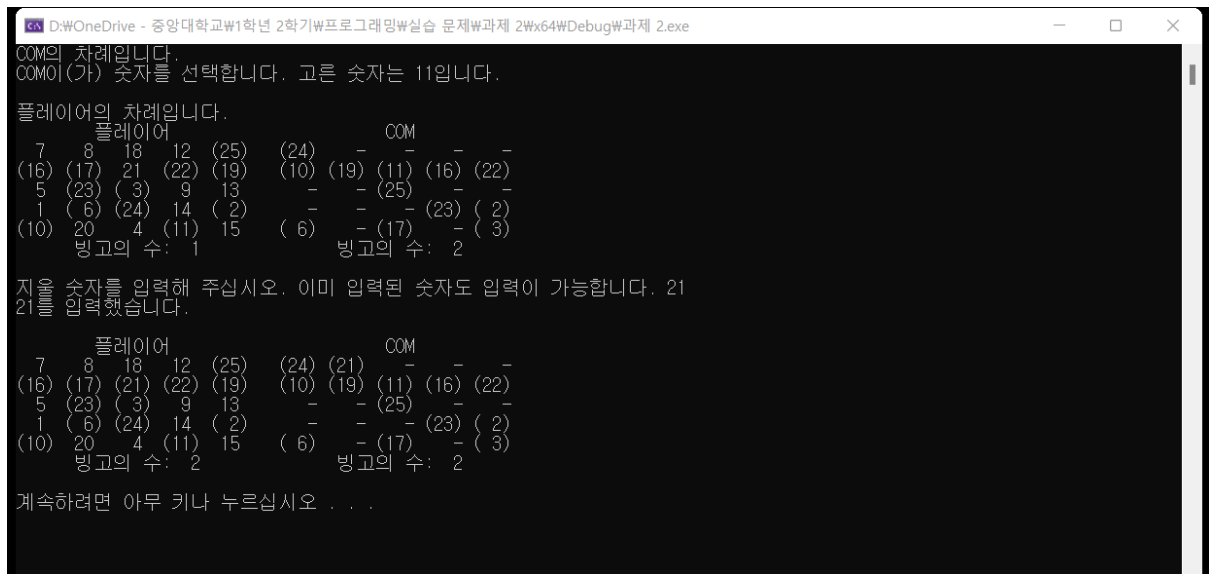 D:₩OneDrive - 중앙대학교₩1학년 2학기₩프로그래밍₩실습 문제₩과제 2₩x64₩Debug₩과제 2.exe
COM의 차례입니다.
COM이(가) 숫자를 선택합니다. 고른 숫자는 11입니다.
플레이어의 차례입니다.
플레이어 COM
7 8 18 12 (25) (24) - - - -
(16) (17) 21 (22) (19) (10) (19) (11) (16) (22)
5 (23) ( 3) 9 13 - - (25) - -
1 ( 6) (24) 14 ( 2) - - - (23) ( 2)
(10) 20 4 (11) 15 ( 6) - (17) - ( 3)
빙고의 수: 1 빙고의 수: 2
지울 숫자를 입력해 주십시오. 이미 입력된 숫자도 입력이 가능합니다. 21
21를 입력했습니다.
플레이어 COM
7 8 18 12 (25) (24) (21) - - -
(16) (17) (21) (22) (19) (10) (19) (11) (16) (22)
5 (23) ( 3) 9 13 - - (25) - -
1 ( 6) (24) 14 ( 2) - - - (23) ( 2)
(10) 20 4 (11) 15 ( 6) - (17) - ( 3)
빙고의 수: 2 빙고의 수: 2
계속하려면 아무 키나 누르십시오 . . .